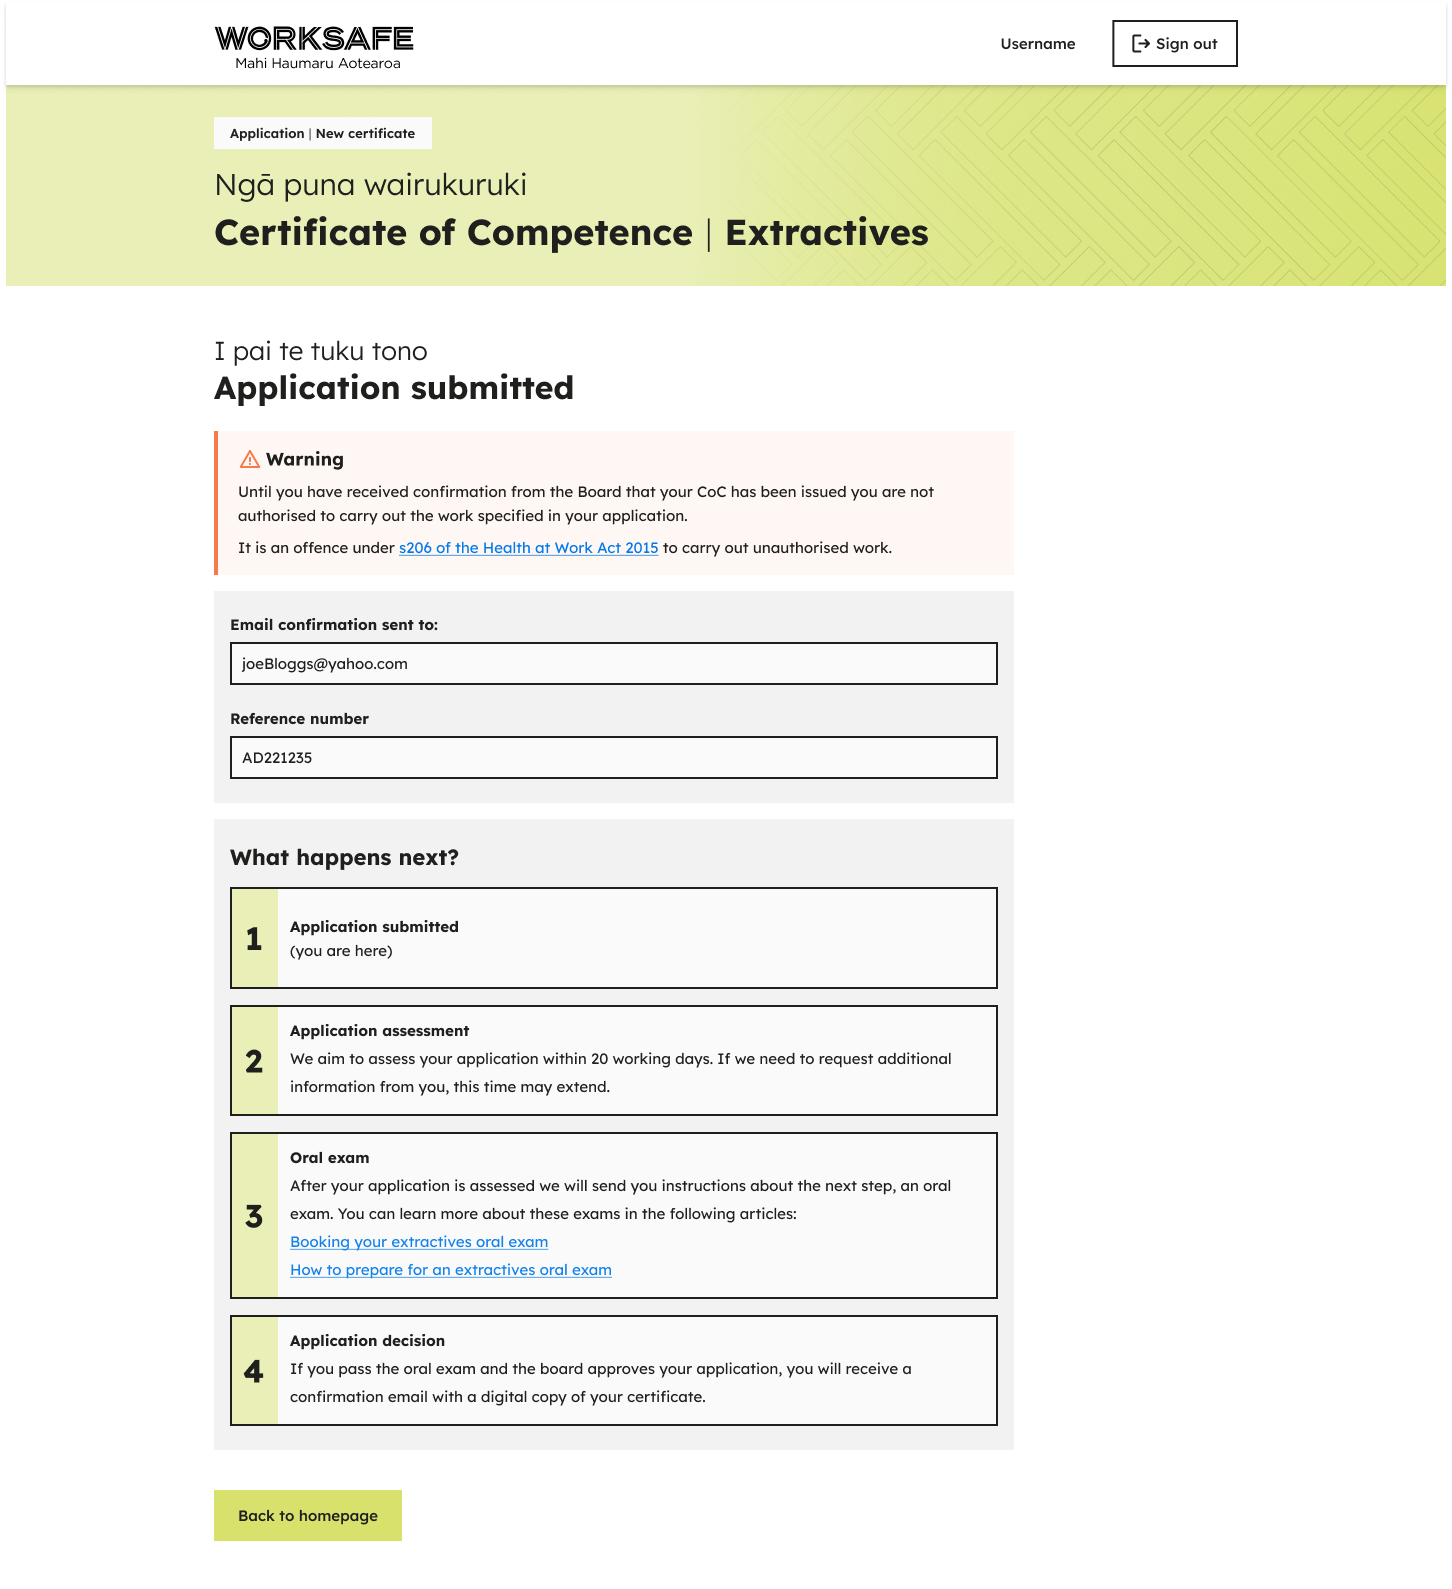 WORKSAFE
Mahi Haumaru Aotearoa
Username
Sign out
Application | New certificate
Ngā puna wairukuruki
Certificate of Competence | Extractives
I pai te tuku tono
Application submitted
Warning
Until you have received confirmation from the Board that your CoC has been issued you are not
authorised to carry out the work specified in your application.
It is an offence under s206 of the Health at Work Act 2015 to carry out unauthorised work.
Email confirmation sent to:
joeBloggs@yahoo.com
Reference number
AD221235
What happens next?
1
Application submitted
(you are here)
2
Application assessment
We aim to assess your application within 20 working days. If we need to request additional
information from you, this time may extend.
3
Oral exam
After your application is assessed we will send you instructions about the next step, an oral
exam. You can learn more about these exams in the following articles:
Booking your extractives oral exam
How to prepare for an extractives oral exam
4
Application decision
If you pass the oral exam and the board approves your application, you will receive a
confirmation email with a digital copy of your certificate.
Back to homepage